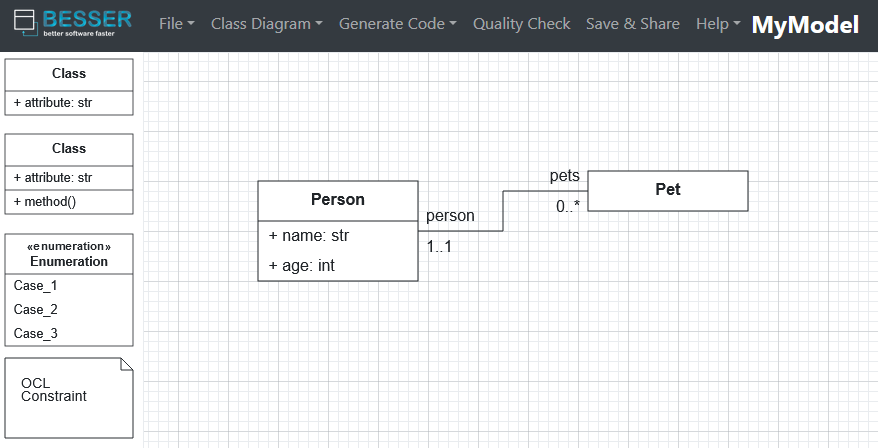 BESSER
better software faster
File Class Diagram Generate Code Quality Check Save & Share Help MyModel
Class
+ attribute: str
Class
+ attribute: str
+ method()
«enumeration»
Enumeration
Case_1
Case_2
Case_3
OCL
Constraint
Person
+ name: str
+ age: int
person
1..1
pets
0..*
Pet